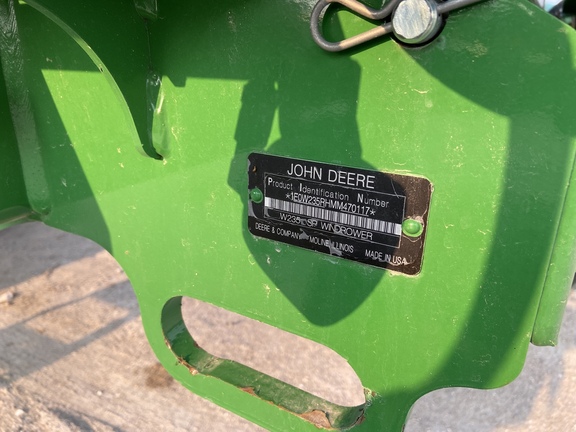 JOHN DEERE
Product Identification Number
*1E0W235RHMM470117*
W235 SP WINDROWER
DEERE & COMPANY MOLINE, ILLINOIS MADE IN USA